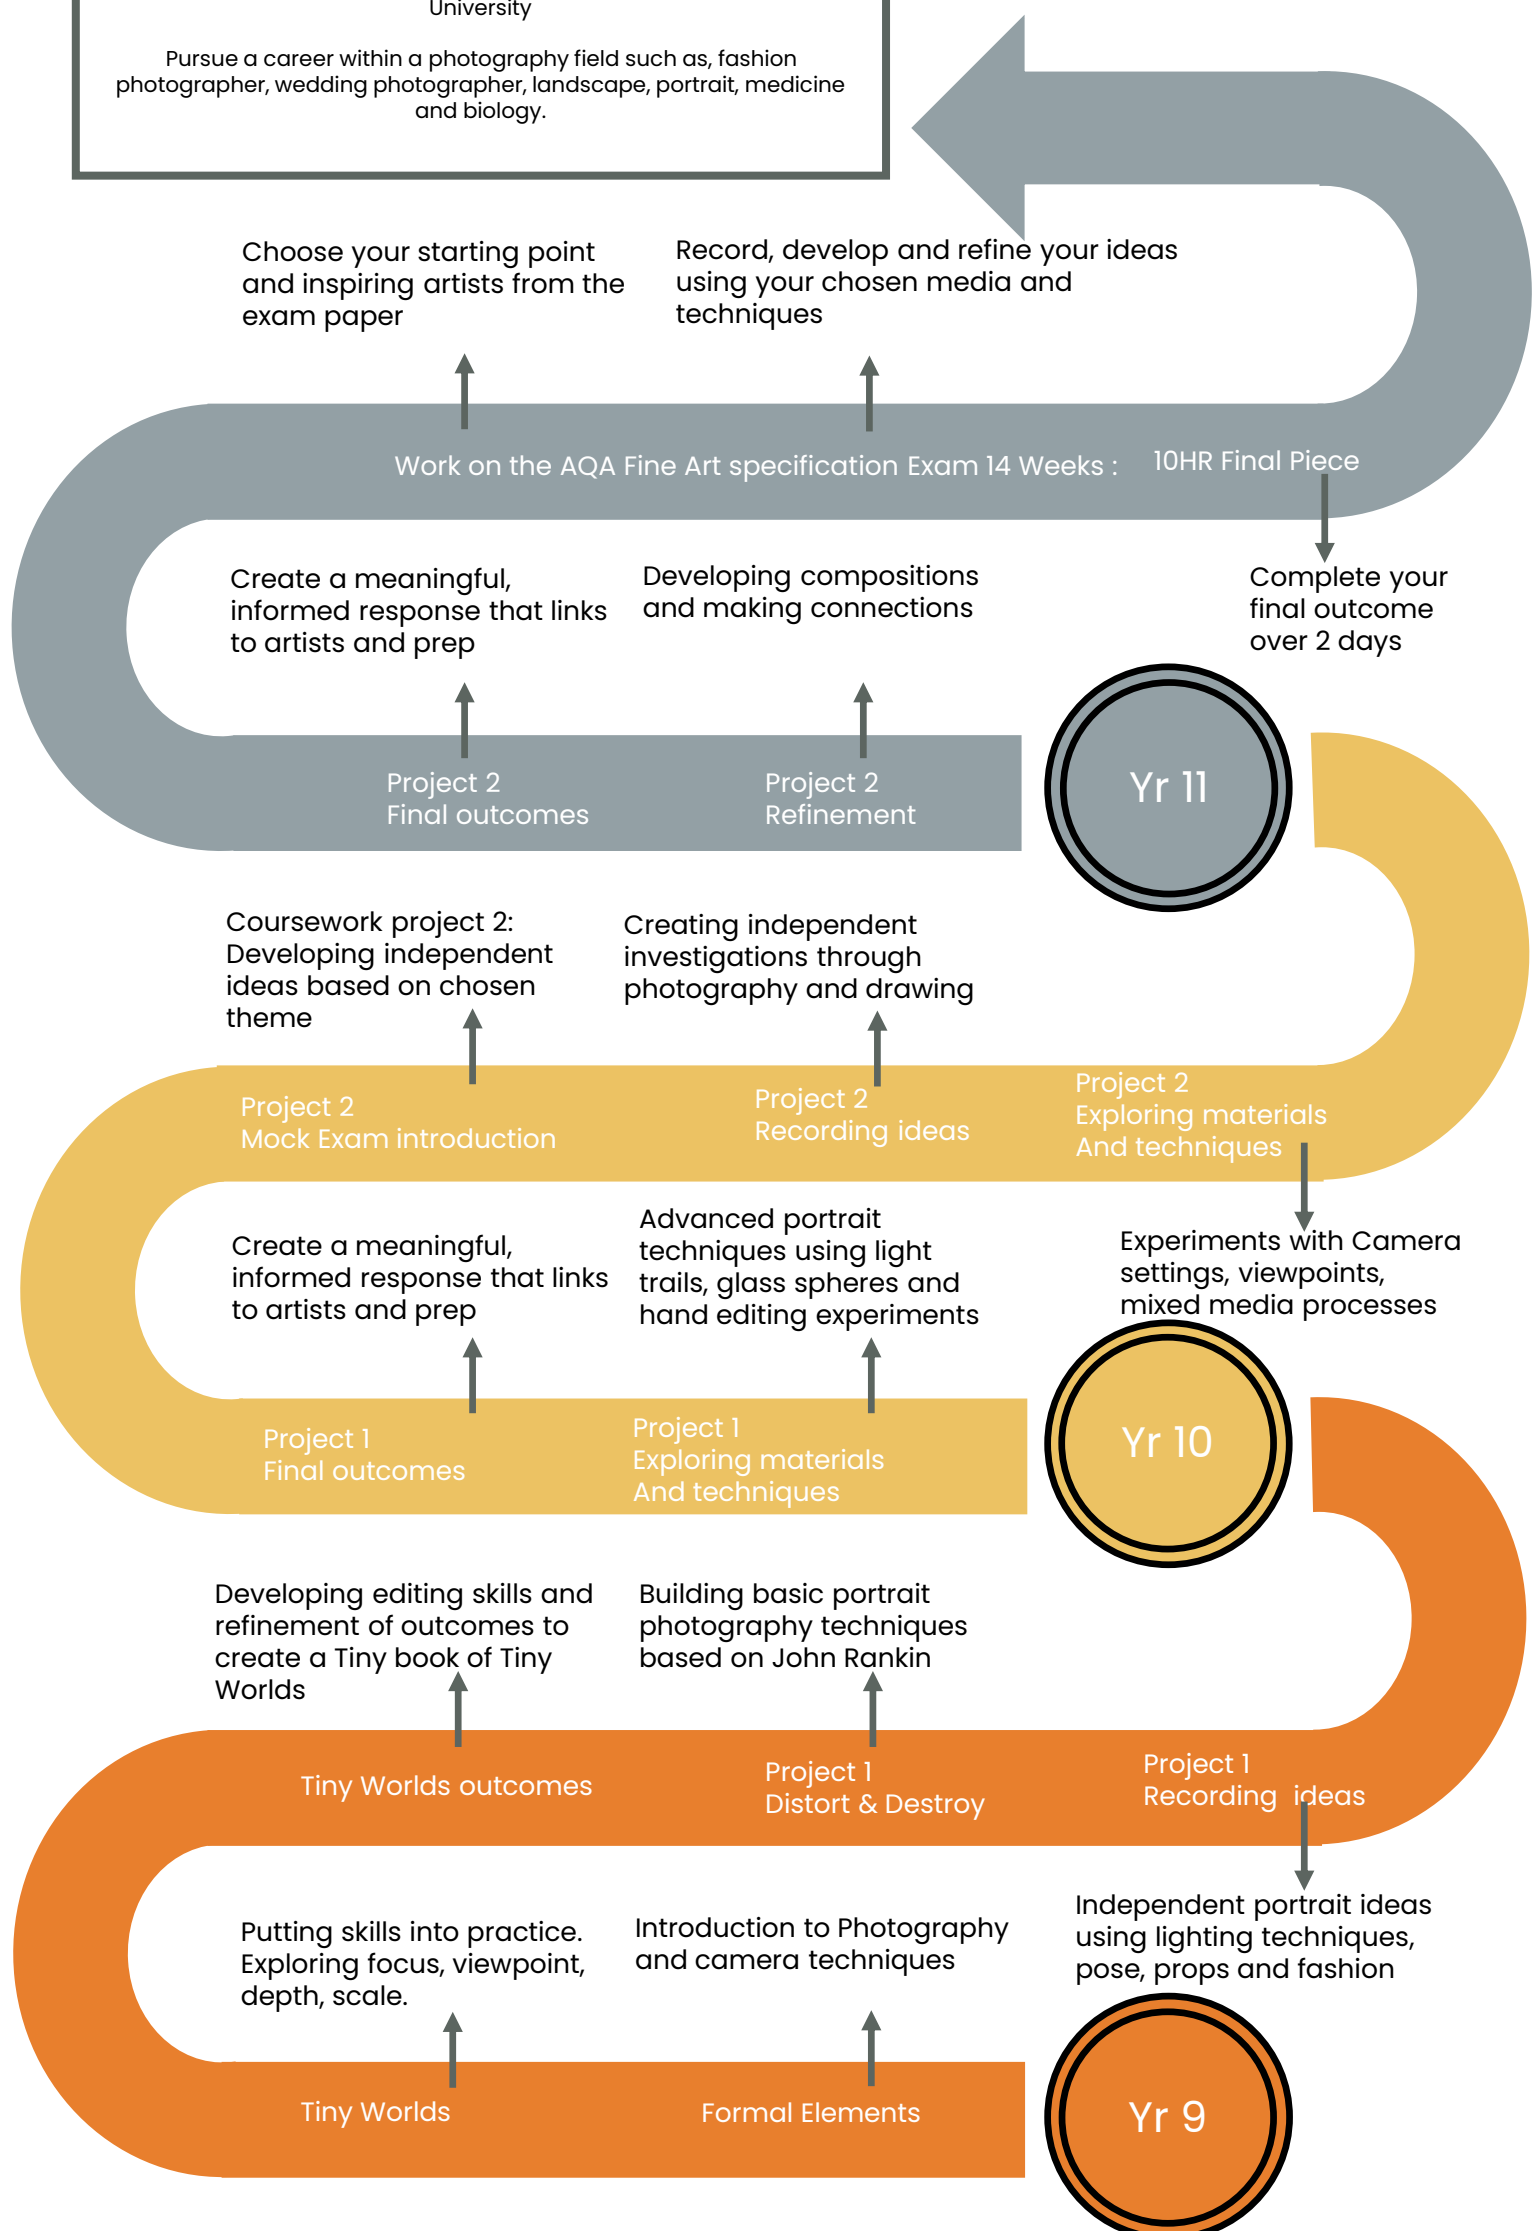 University
Pursue a career within a photography field such as, fashion
photographer, wedding photographer, landscape, portrait, medicine
and biology.
Choose your starting point
and inspiring artists from the
exam paper
Record, develop and refine your ideas
using your chosen media and
techniques
Work on the AQA Fine Art specification Exam 14 Weeks :
10HR Final Piece
Create a meaningful,
informed response that links
to artists and prep
Developing compositions
and making connections
Complete your
final outcome
over 2 days
Project 2
Final outcomes
Project 2
Refinement
Yr 11
Coursework project 2:
Developing independent
ideas based on chosen
theme
Creating independent
investigations through
photography and drawing
Project 2
Mock Exam introduction
Project 2
Recording ideas
Project 2
Exploring materials
And techniques
Create a meaningful,
informed response that links
to artists and prep
Advanced portrait
techniques using light
trails, glass spheres and
hand editing experiments
Experiments with Camera
settings, viewpoints,
mixed media processes
Project 1
Final outcomes
Project 1
Exploring materials
And techniques
Yr 10
Developing editing skills and
refinement of outcomes to
create a Tiny book of Tiny
Worlds
Building basic portrait
photography techniques
based on John Rankin
Tiny Worlds outcomes
Project 1
Distort & Destroy
Project 1
Recording ideas
Putting skills into practice.
Exploring focus, viewpoint,
depth, scale.
Introduction to Photography
and camera techniques
Independent portrait ideas
using lighting techniques,
pose, props and fashion
Tiny Worlds
Formal Elements
Yr 9